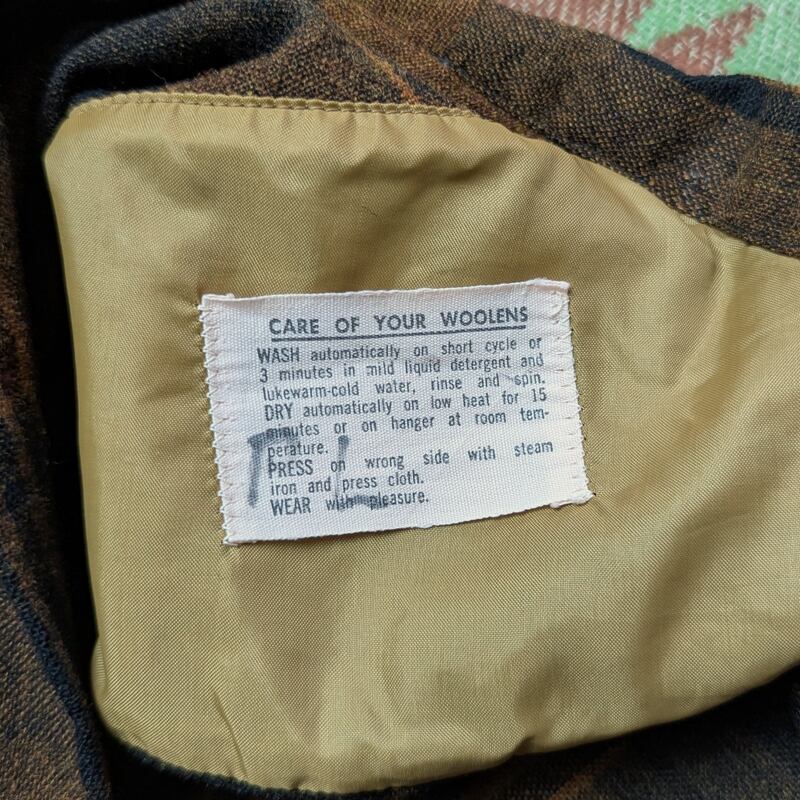 CARE OF YOUR WOOLENS
WASH automatically on short cycle or
3 minutes in mild liquid detergent and
lukewarm-cold water, rinse and spin.
DRY automatically on low heat for 15
minutes or on hanger at room tem-
perature.
PRESS on wrong side with steam
iron and press cloth.
WEAR with pleasure.